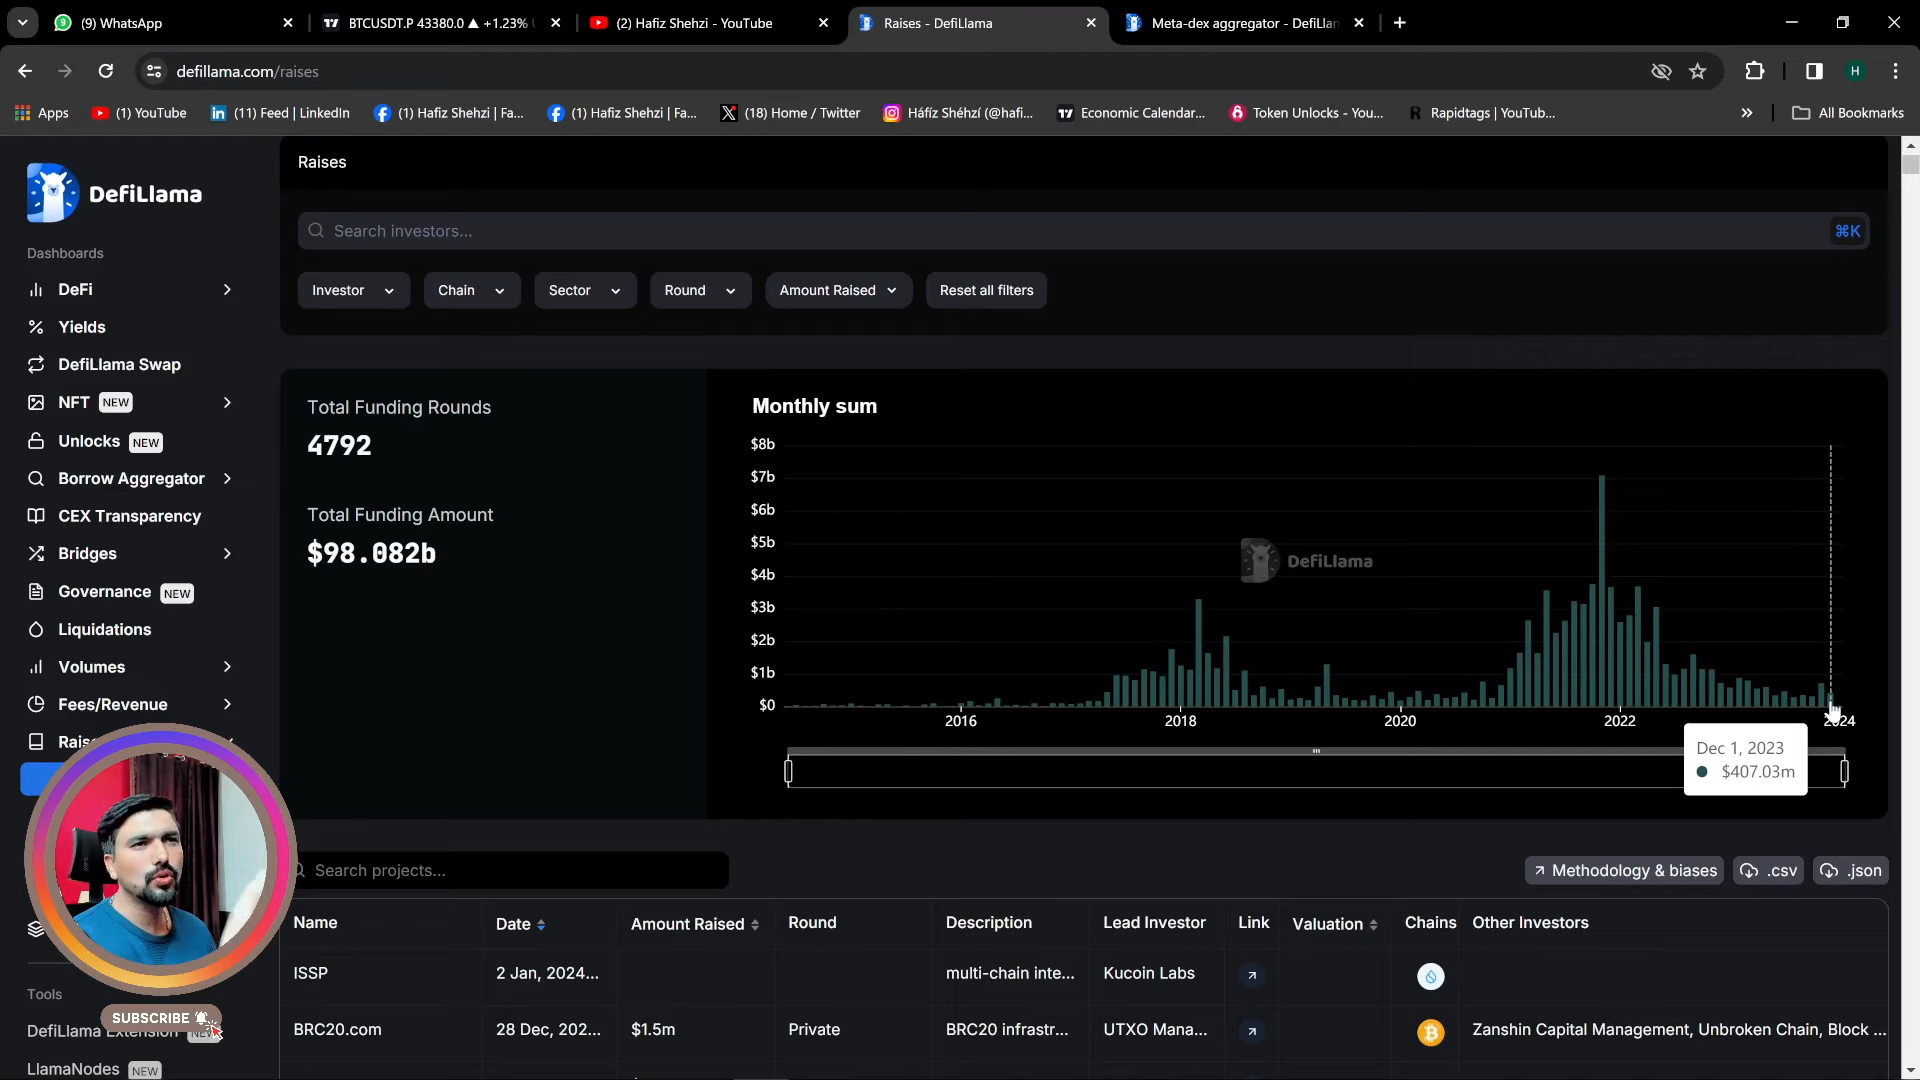 (9) WhatsApp
BTCUSDT.P 43380.0 ▲ +1.23%
(2) Hafiz Shehzi - YouTube
Raises - DefiLlama
Meta-dex aggregator - DefiLlam
defillama.com/raises
H
Apps
(1) YouTube
(11) Feed | LinkedIn
(1) Hafiz Shehzi | Fa...
(1) Hafiz Shehzi | Fa...
(18) Home / Twitter
Háfíz Shéhzí (@hafi...
Economic Calendar...
Token Unlocks - You...
Rapidtags | YouTub...
All Bookmarks
DefiLlama
Dashboards
DeFi
Yields
DefiLlama Swap
NFT NEW
Unlocks NEW
Borrow Aggregator
CEX Transparency
Bridges
Governance NEW
Liquidations
Volumes
Fees/Revenue
Tools
SUBSCRIBE
DefiLlama Extension NEW
LlamaNodes NEW
Raises
Search investors...
⌘K
Investor
Chain
Sector
Round
Amount Raised
Reset all filters
Total Funding Rounds
4792
Total Funding Amount
$98.082b
Monthly sum
$8b
$7b
$6b
$5b
$4b
$3b
$2b
$1b
$0
DefiLlama
2016 2018 2020 2022 2024
Dec 1, 2023
$407.03m
Search projects...
Methodology & biases
.csv
.json
Name Date Amount Raised Round Description Lead Investor Link Valuation Chains Other Investors
ISSP 2 Jan, 2024... multi-chain inte... Kucoin Labs
BRC20.com 28 Dec, 202... $1.5m Private BRC20 infrastr... UTXO Mana... Zanshin Capital Management, Unbroken Chain, Block ...